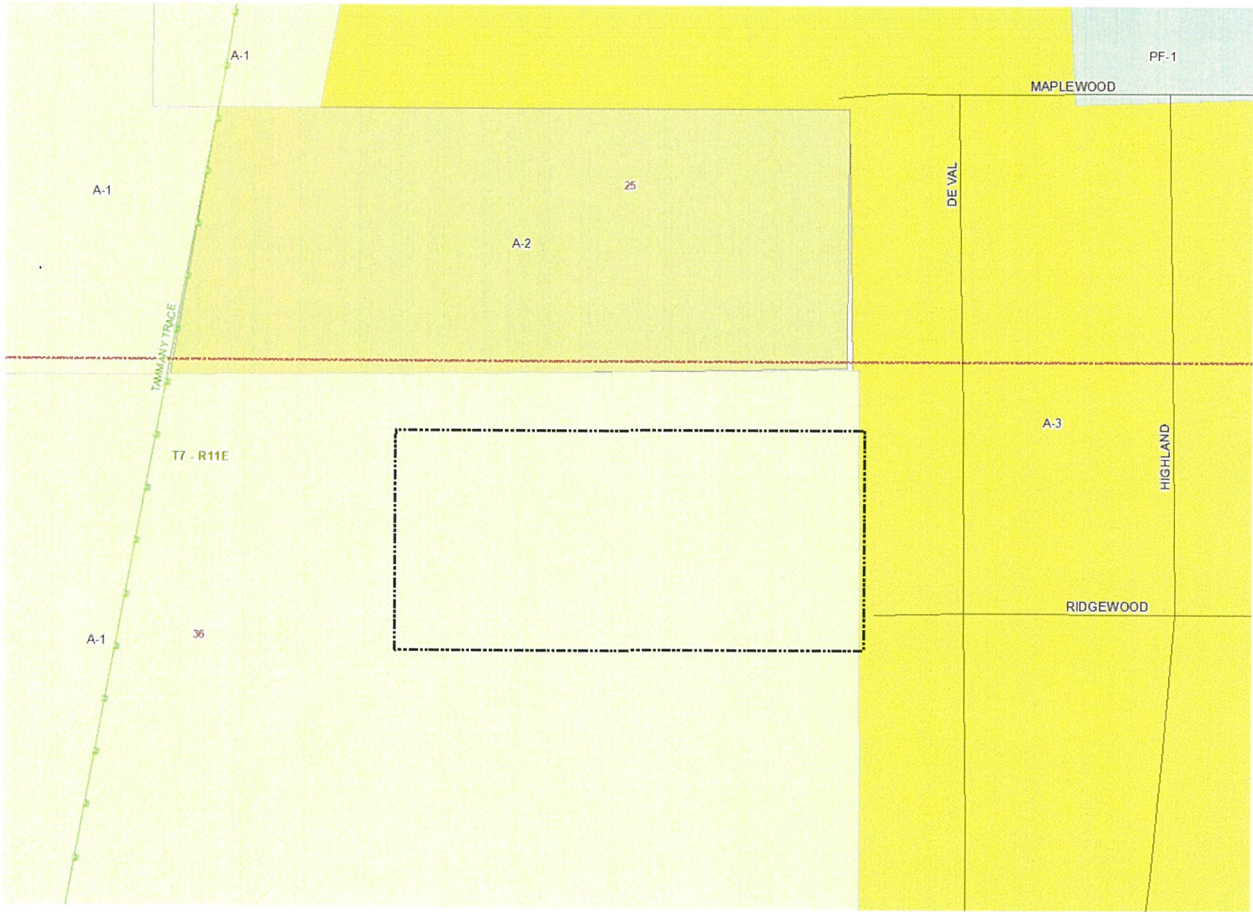 A-1
PF-1
MAPLEWOOD
A-1
25
DE VAL
A-2
TAMMANY TRACE
A-3
T7 - R11E
HIGHLAND
RIDGEWOOD
A-1
36